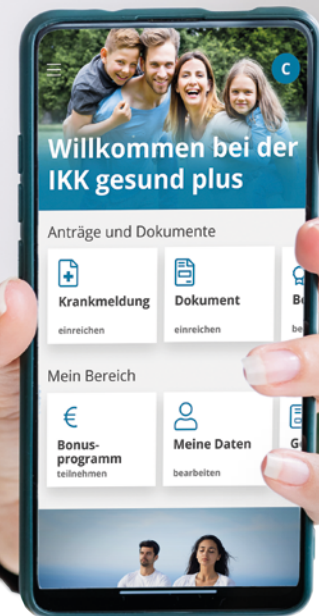 C
Willkommen bei der
IKK gesund plus
Anträge und Dokumente
Krankmeldung
einreichen
Dokument
einreichen
Mein Bereich
€
Bonus-
programm
teilnehmen
Meine Daten
bearbeiten